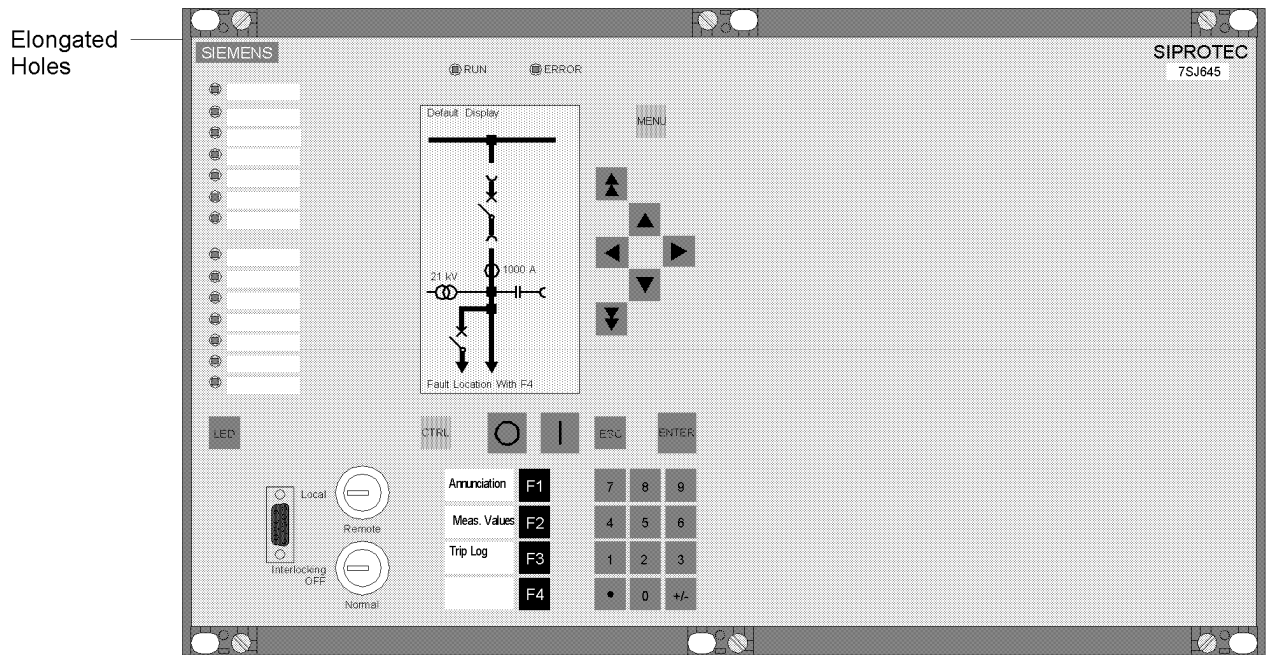 Elongated
Holes
SIEMENS
SIPROTEC
7SJ645
RUN
ERROR
Default Display
MENU
21 kV
1000 A
Fault Location With F4
LED
CTRL
ESC
ENTER
Local
Remote
Interlocking
OFF
Normal
Annunciation F1
Meas. Values F2
Trip Log F3
F4
7 8 9
4 5 6
1 2 3
• 0 +/-